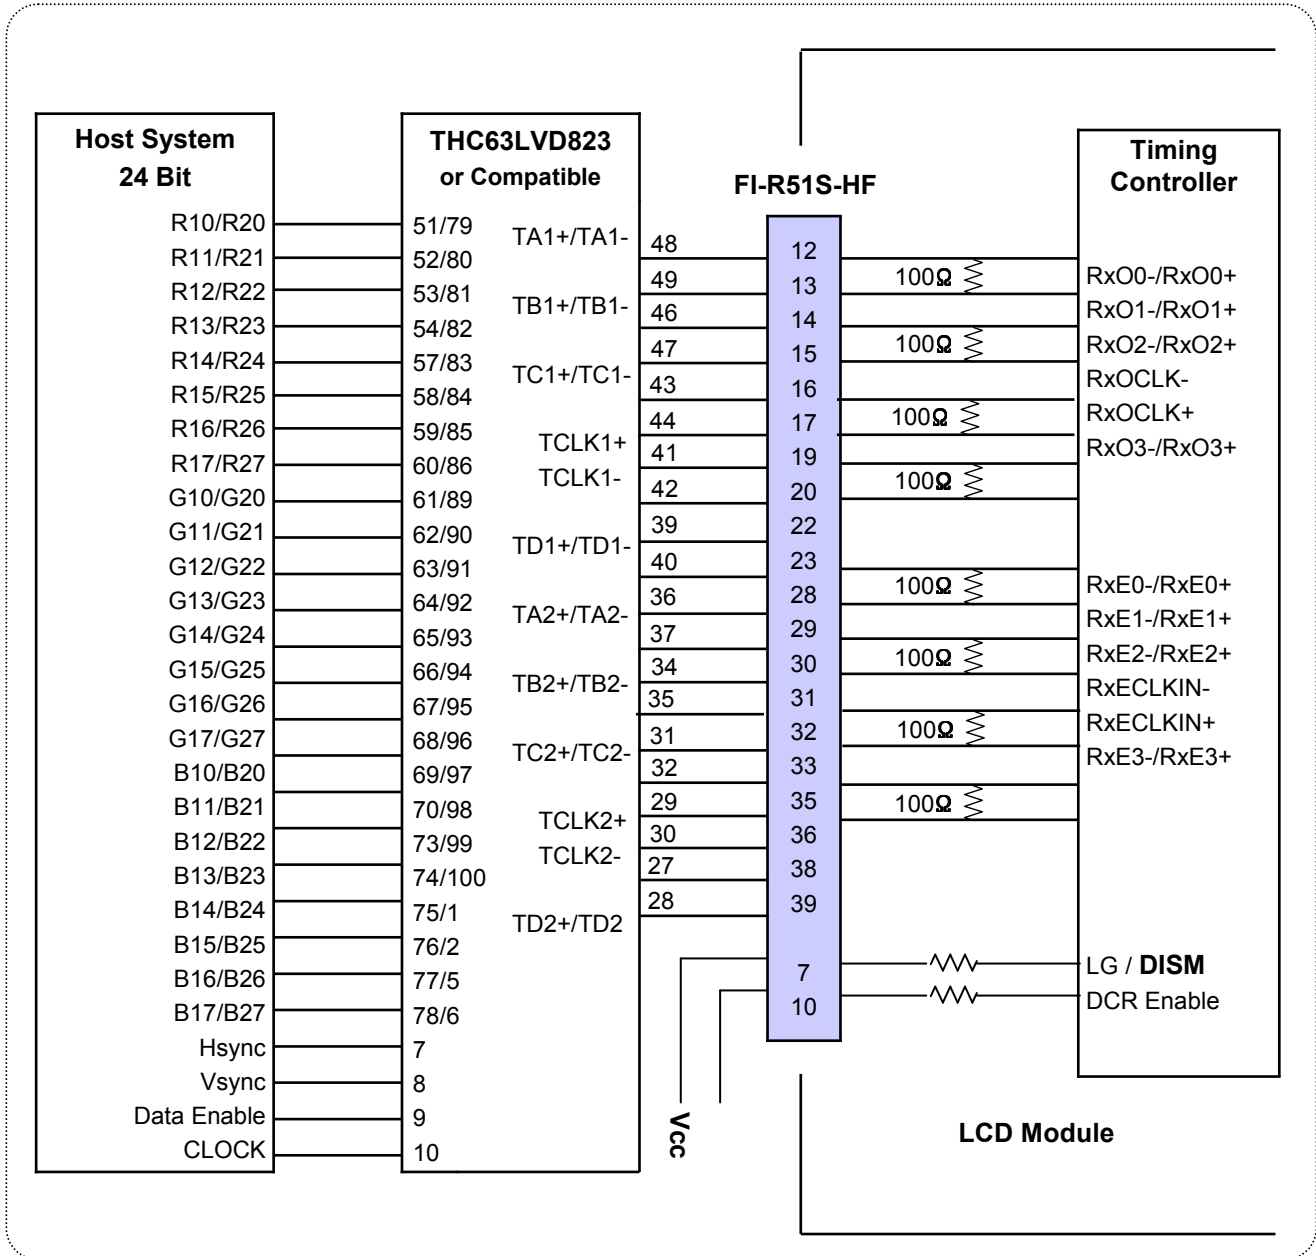 Host System
24 Bit
R10/R20
R11/R21
R12/R22
R13/R23
R14/R24
R15/R25
R16/R26
R17/R27
G10/G20
G11/G21
G12/G22
G13/G23
G14/G24
G15/G25
G16/G26
G17/G27
B10/B20
B11/B21
B12/B22
B13/B23
B14/B24
B15/B25
B16/B26
B17/B27
Hsync
Vsync
Data Enable
CLOCK
THC63LVD823
or Compatible
51/79
52/80
53/81
54/82
57/83
58/84
59/85
60/86
61/89
62/90
63/91
64/92
65/93
66/94
67/95
68/96
69/97
70/98
73/99
74/100
75/1
76/2
77/5
78/6
7
8
9
10
TA1+/TA1-
TB1+/TB1-
TC1+/TC1-
TCLK1+
TCLK1-
TD1+/TD1-
TA2+/TA2-
TB2+/TB2-
TC2+/TC2-
TCLK2+
TCLK2-
TD2+/TD2
48
49
46
47
43
44
41
42
39
40
36
37
34
35
31
32
29
30
27
28
Vcc
FI-R51S-HF
12
13
14
15
16
17
19
20
22
23
28
29
30
31
32
33
35
36
38
39
7
10
100Ω
100Ω
100Ω
100Ω
100Ω
100Ω
100Ω
100Ω
Timing
Controller
RxO0-/RxO0+
RxO1-/RxO1+
RxO2-/RxO2+
RxOCLK-
RxOCLK+
RxO3-/RxO3+
RxE0-/RxE0+
RxE1-/RxE1+
RxE2-/RxE2+
RxECLKIN-
RxECLKIN+
RxE3-/RxE3+
LG / DISM
DCR Enable
LCD Module